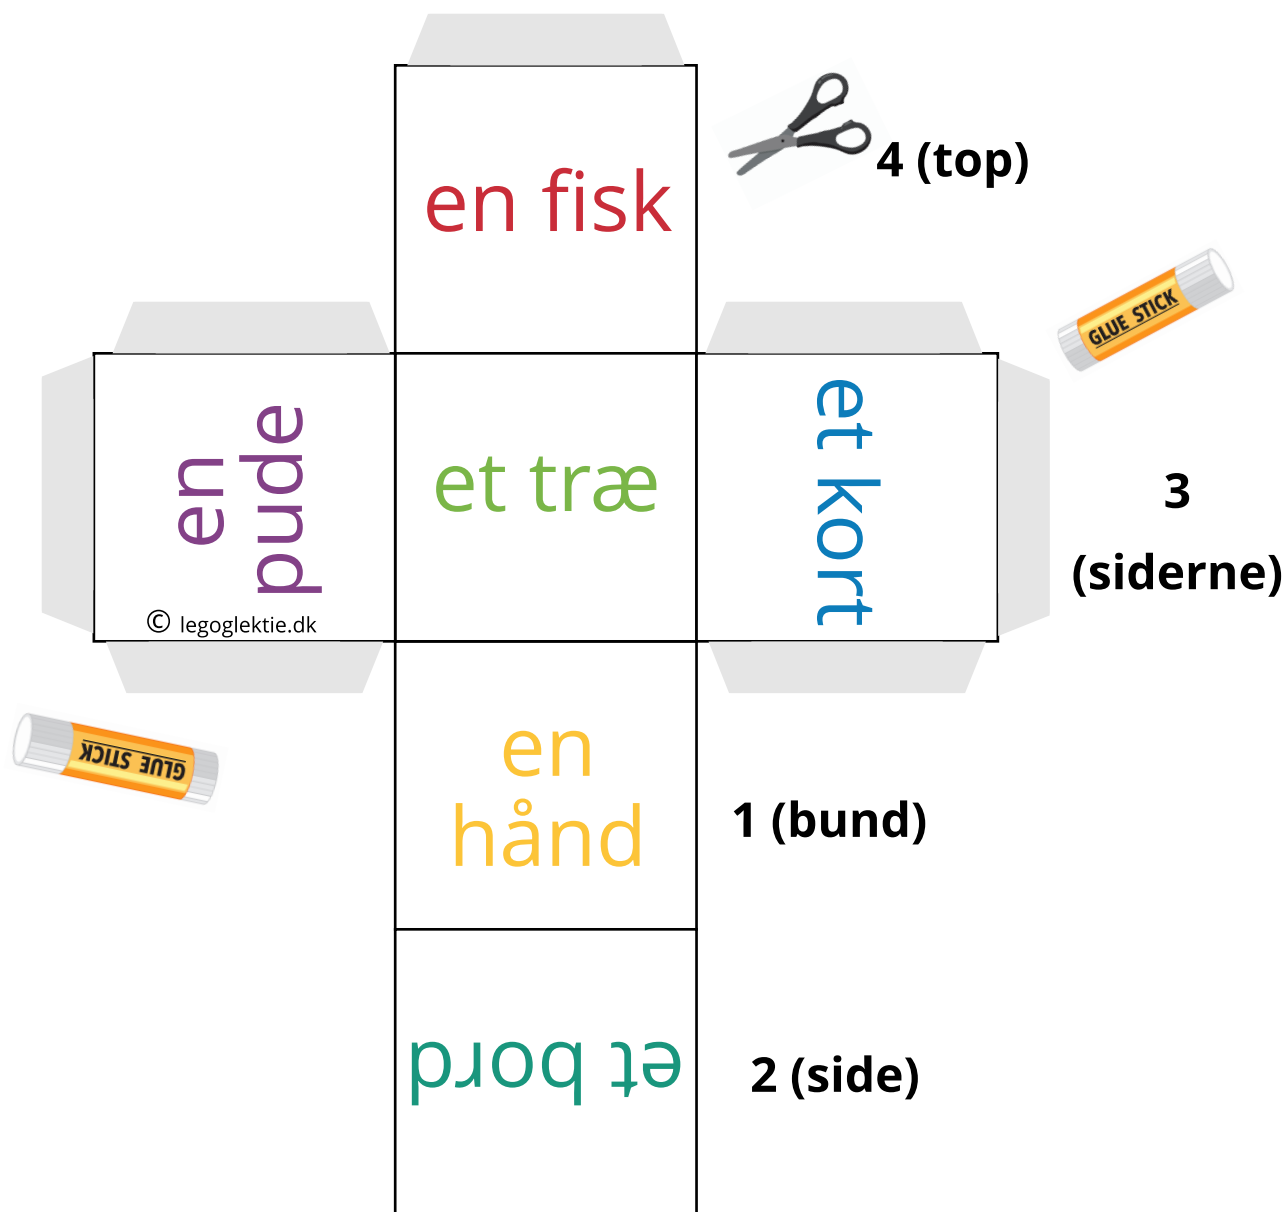 en fisk
4 (top)
GLUE STICK
en
pude
et træ
et kort
3
(siderne)
© legoglektie.dk
GLUE STICK
en
hånd
1 (bund)
et bord
2 (side)